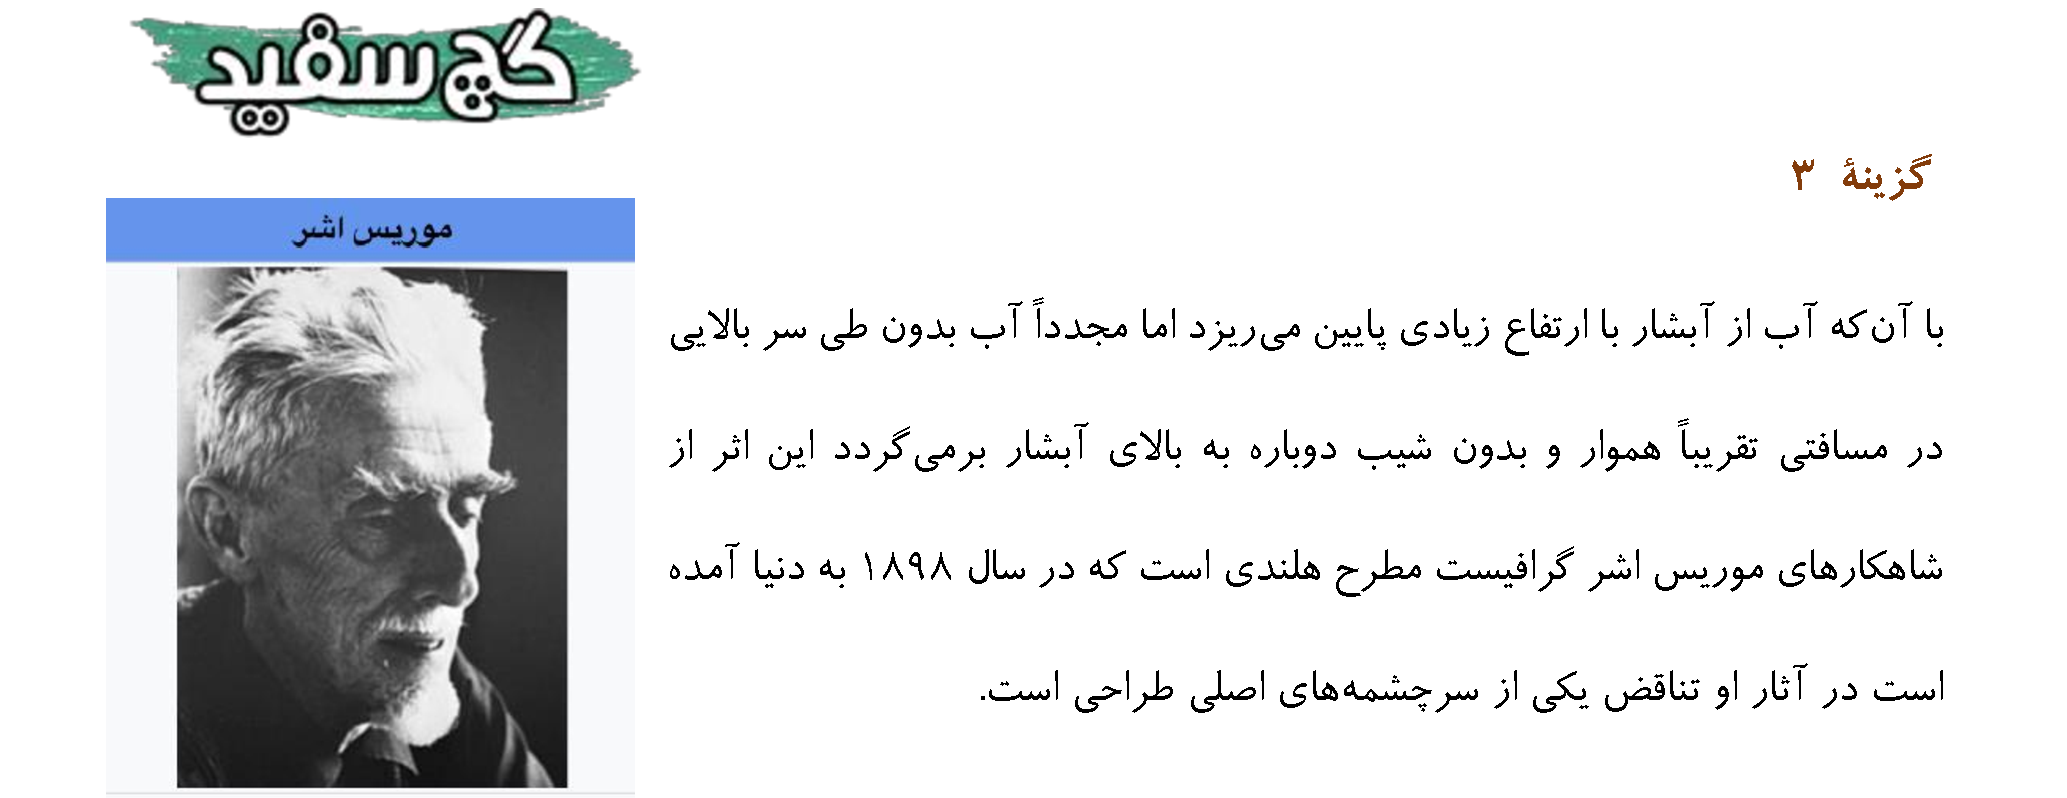 گچ سفید
گزینهٔ ۳
موریس اشر
با آن‌که آب از آبشار با ارتفاع زیادی پایین می‌ریزد اما مجدداً آب بدون طی سر بالایی
در مسافتی تقریباً هموار و بدون شیب دوباره به بالای آبشار برمی‌گردد این اثر از
شاهکارهای موریس اشر گرافیست مطرح هلندی است که در سال ۱۸۹۸ به دنیا آمده
است در آثار او تناقض یکی از سرچشمه‌های اصلی طراحی است.